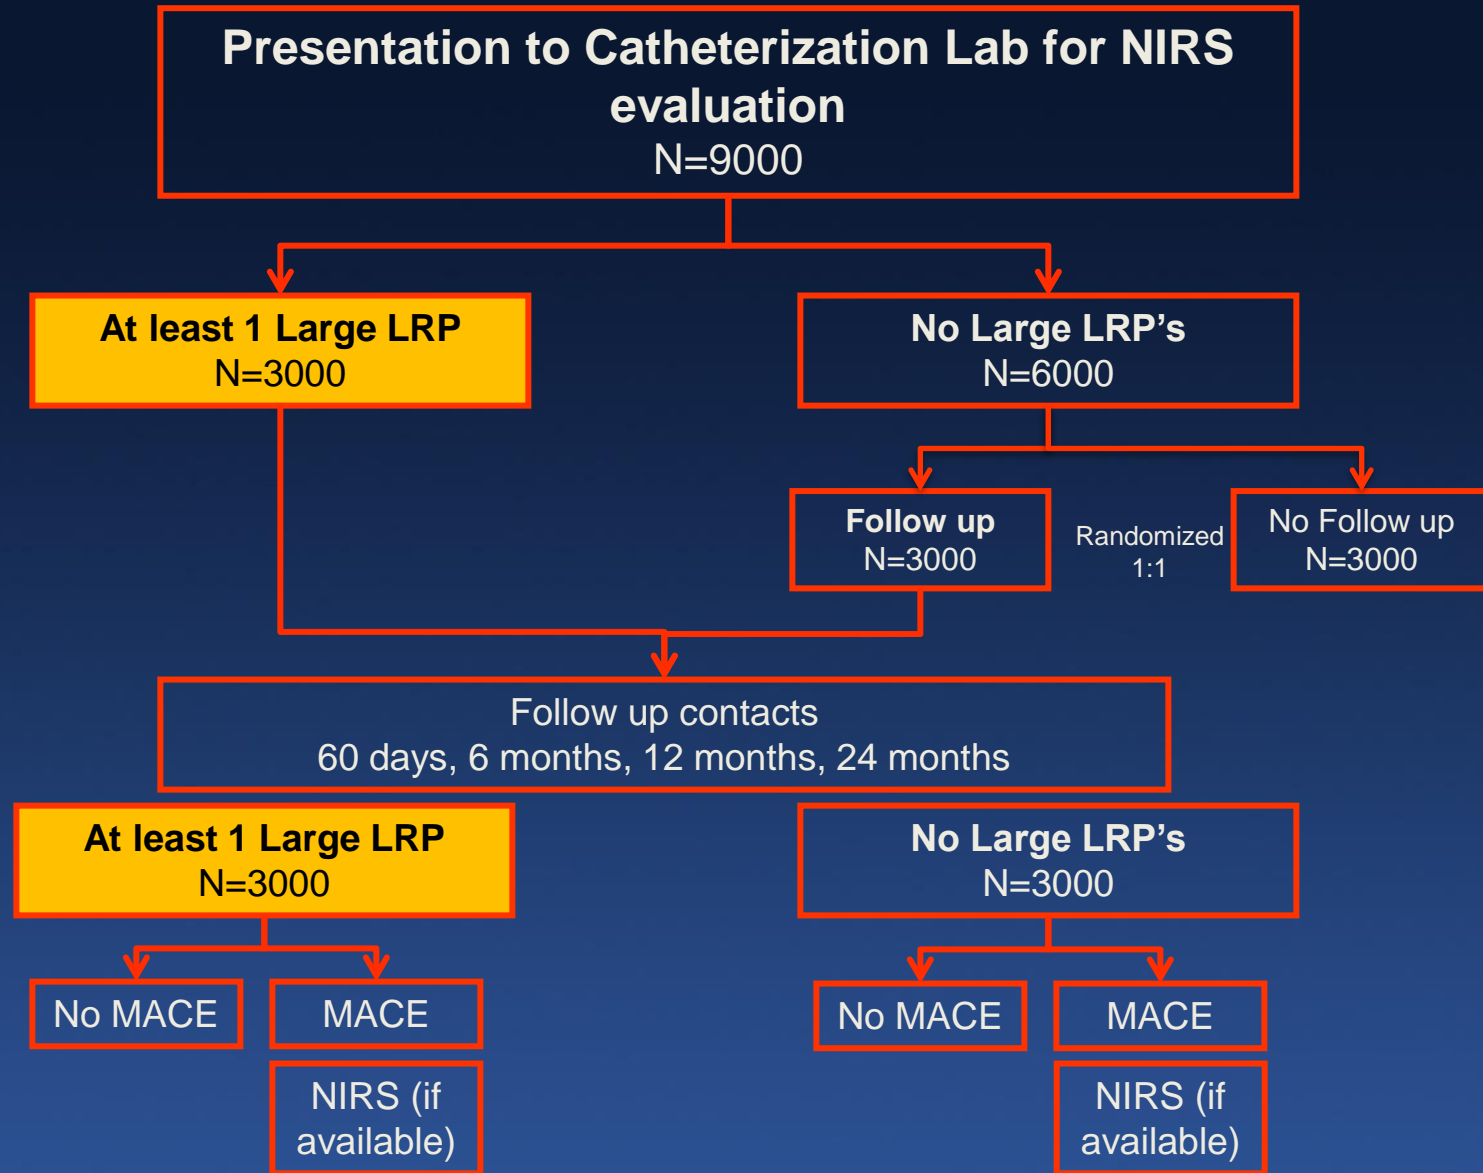 Presentation to Catheterization Lab for NIRS
evaluation
N=9000
At least 1 Large LRP
N=3000
No Large LRP's
N=6000
Follow up
N=3000
Randomized
1:1
No Follow up
N=3000
Follow up contacts
60 days, 6 months, 12 months, 24 months
At least 1 Large LRP
N=3000
No Large LRP's
N=3000
No MACE
MACE
No MACE
MACE
NIRS (if
available)
NIRS (if
available)